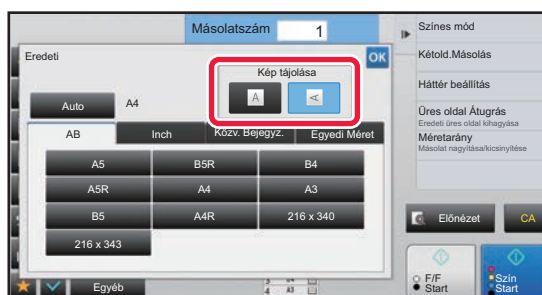 Másolatszám 1
Eredeti
OK
Kép tájolása
A A
Auto A4
AB Inch Közv. Bejegyz. Egyedi Méret
A5 B5R B4
A5R A4 A3
B5 A4R 216 x 340
216 x 343
Egyéb
Színes mód
Kétold.Másolás
Háttér beállítás
Üres oldal Átugrás
Eredeti üres oldal kihagyása
Méretarány
Másolat nagyítása/kicsinyítése
Előnézet CA
F/F
Start
Szín
Start